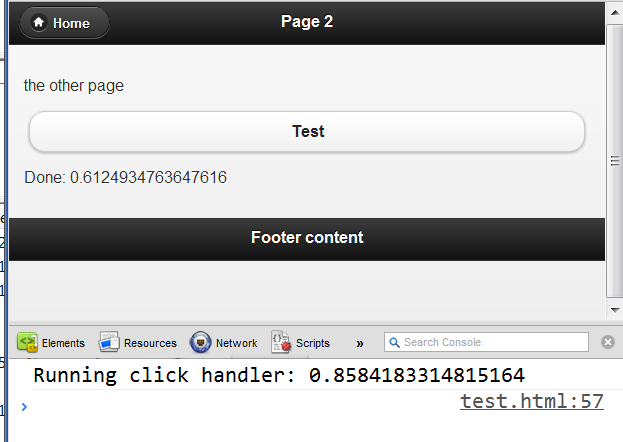 Home
Page 2
the other page
Test
Done: 0.6124934763647616
Footer content
Elements Resources Network Scripts » Search Console
Running click handler: 0.8584183314815164
test.html:57
>